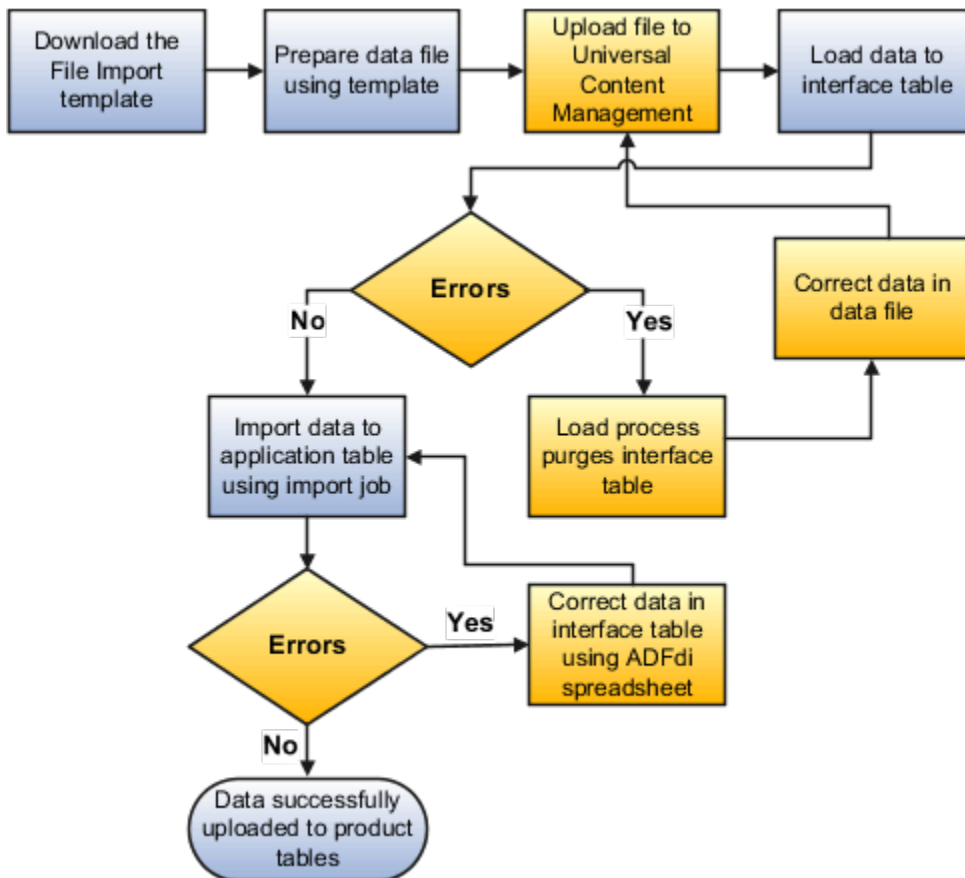 Download the
File Import
template
Prepare data file
using template
Upload file to
Universal
Content
Management
Load data to
interface table
Errors
No
Yes
Correct data in
data file
Import data to
application table
using import job
Load process
purges interface
table
Errors
Yes
Correct data in
interface table
using ADFdi
spreadsheet
No
Data successfully
uploaded to product
tables